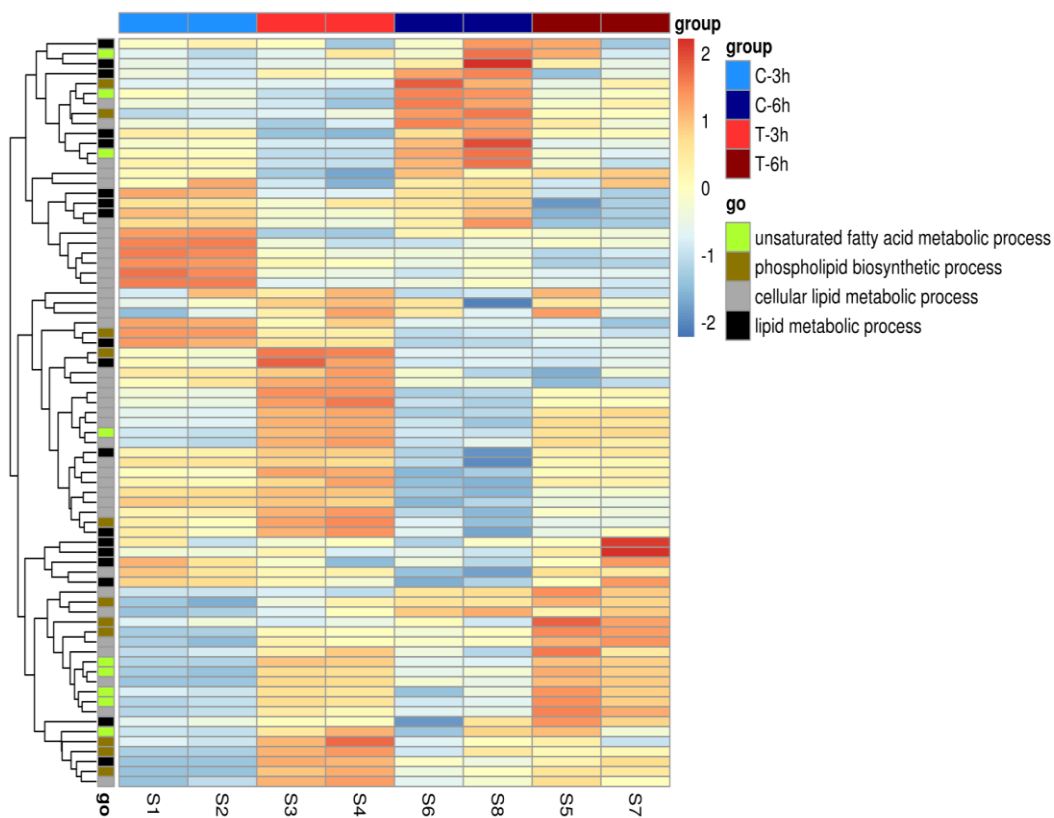 group
2
1
0
-1
-2
group
C-3h
C-6h
T-3h
T-6h
go
unsaturated fatty acid metabolic process
phospholipid biosynthetic process
cellular lipid metabolic process
lipid metabolic process
go
S1
S2
S3
S4
S6
S8
S5
S7